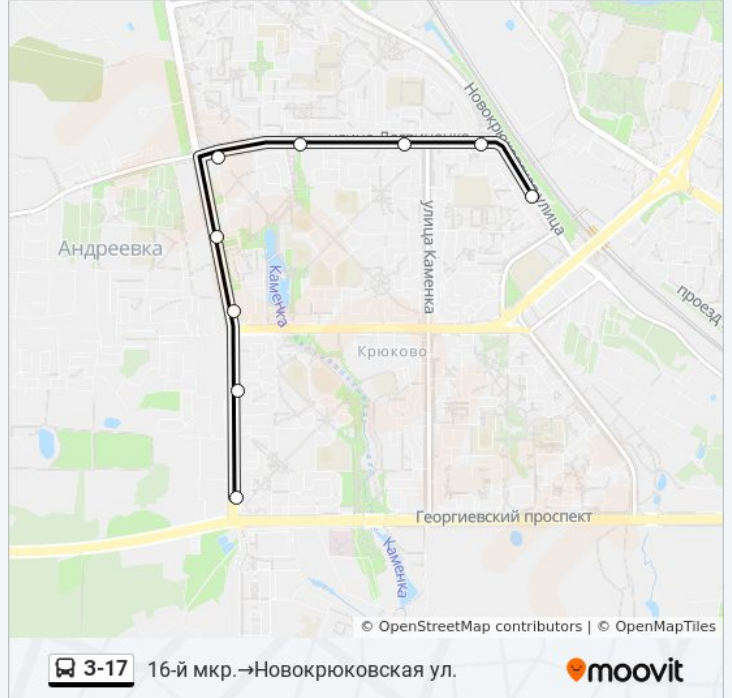 Новокрюковская улица
Андреевка
улица Каменка
Каменка
проезд
Крюково
Георгиевский проспект
Каменка
© OpenStreetMap contributors | © OpenMapTiles
3-17 16-й мкр.→Новокрюковская ул.
moovit